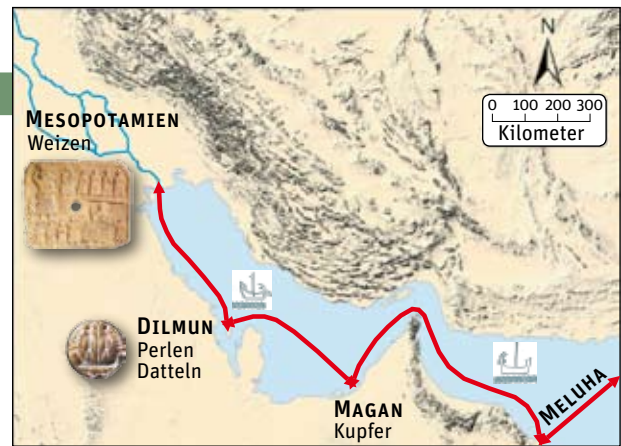 N
0 100 200 300
Kilometer
MESOPOTAMIEN
Weizen
DILMUN
Perlen
Datteln
MAGAN
Kupfer
MELUHA